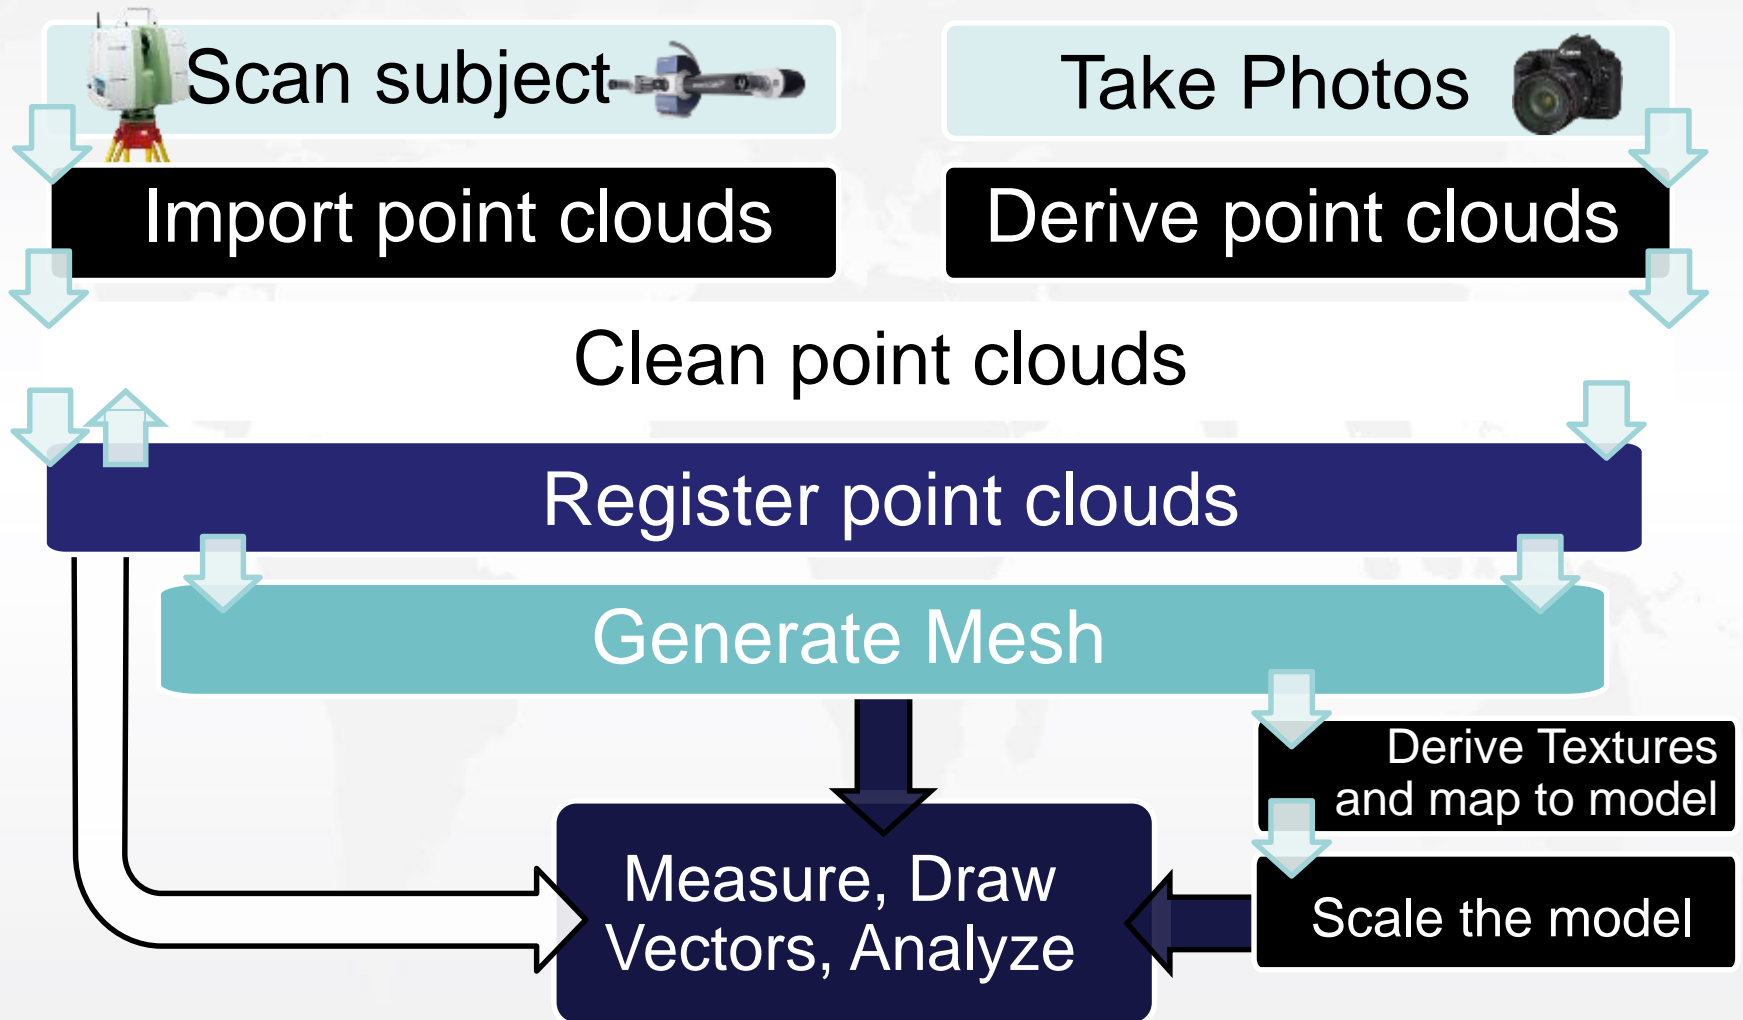 Scan subject
Take Photos
Canon
Import point clouds
Derive point clouds
Clean point clouds
Register point clouds
Generate Mesh
Derive Textures
and map to model
Measure, Draw
Vectors, Analyze
Scale the model